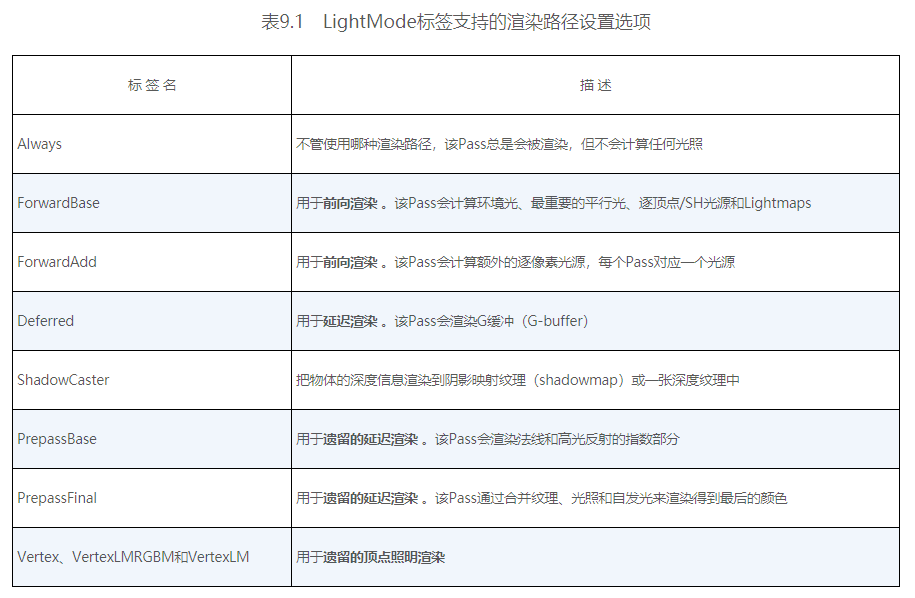 表9.1 LightMode标签支持的渲染路径设置选项
标 签 名 描 述
Always 不管使用哪种渲染路径，该Pass总是会被渲染，但不会计算任何光照
ForwardBase 用于前向渲染 。该Pass会计算环境光、最重要的平行光、逐顶点/SH光源和Lightmaps
ForwardAdd 用于前向渲染 。该Pass会计算额外的逐像素光源，每个Pass对应一个光源
Deferred 用于延迟渲染 。该Pass会渲染G缓冲（G-buffer）
ShadowCaster 把物体的深度信息渲染到阴影映射纹理（shadowmap）或一张深度纹理中
PrepassBase 用于遗留的延迟渲染 。该Pass会渲染法线和高光反射的指数部分
PrepassFinal 用于遗留的延迟渲染 。该Pass通过合并纹理、光照和自发光来渲染得到最后的颜色
Vertex、VertexLMRGBM和VertexLM 用于遗留的顶点照明渲染